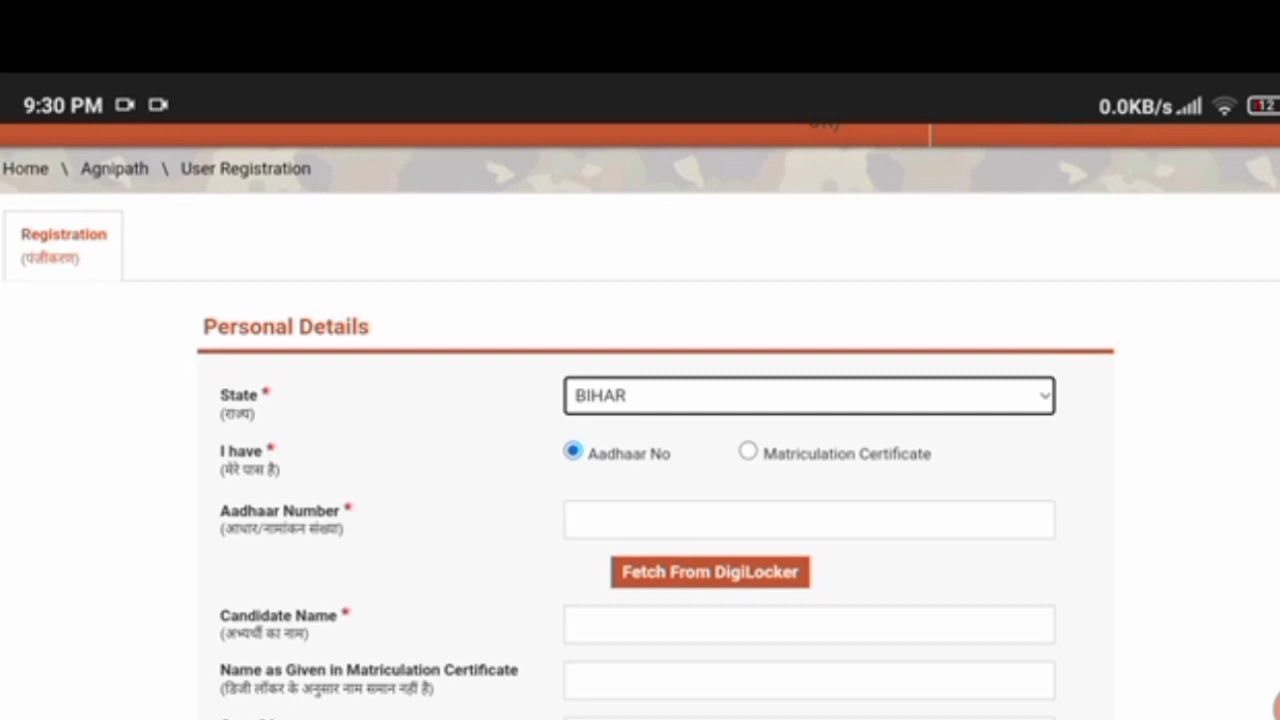 9:30 PM
0.0KB/s
12
Home \ Agnipath \ User Registration
Registration
(पंजीकरण)
Personal Details
State *
(राज्य)
BIHAR
I have *
(मेरे पास है)
Aadhaar No
Matriculation Certificate
Aadhaar Number *
(आधार/नामांकन संख्या)
Fetch From DigiLocker
Candidate Name *
(अभ्यर्थी का नाम)
Name as Given in Matriculation Certificate
(डिजी लॉकर के अनुसार नाम समान नहीं है)